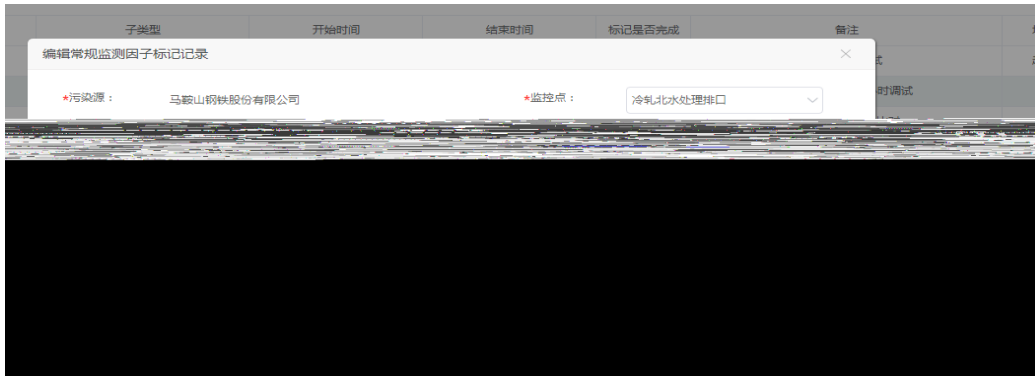 子类型 开始时间 结束时间 标记是否完成 备注
编辑常规监测因子标记记录
*污染源： 马鞍山钢铁股份有限公司 *监控点： 冷轧北水处理排口
时调试